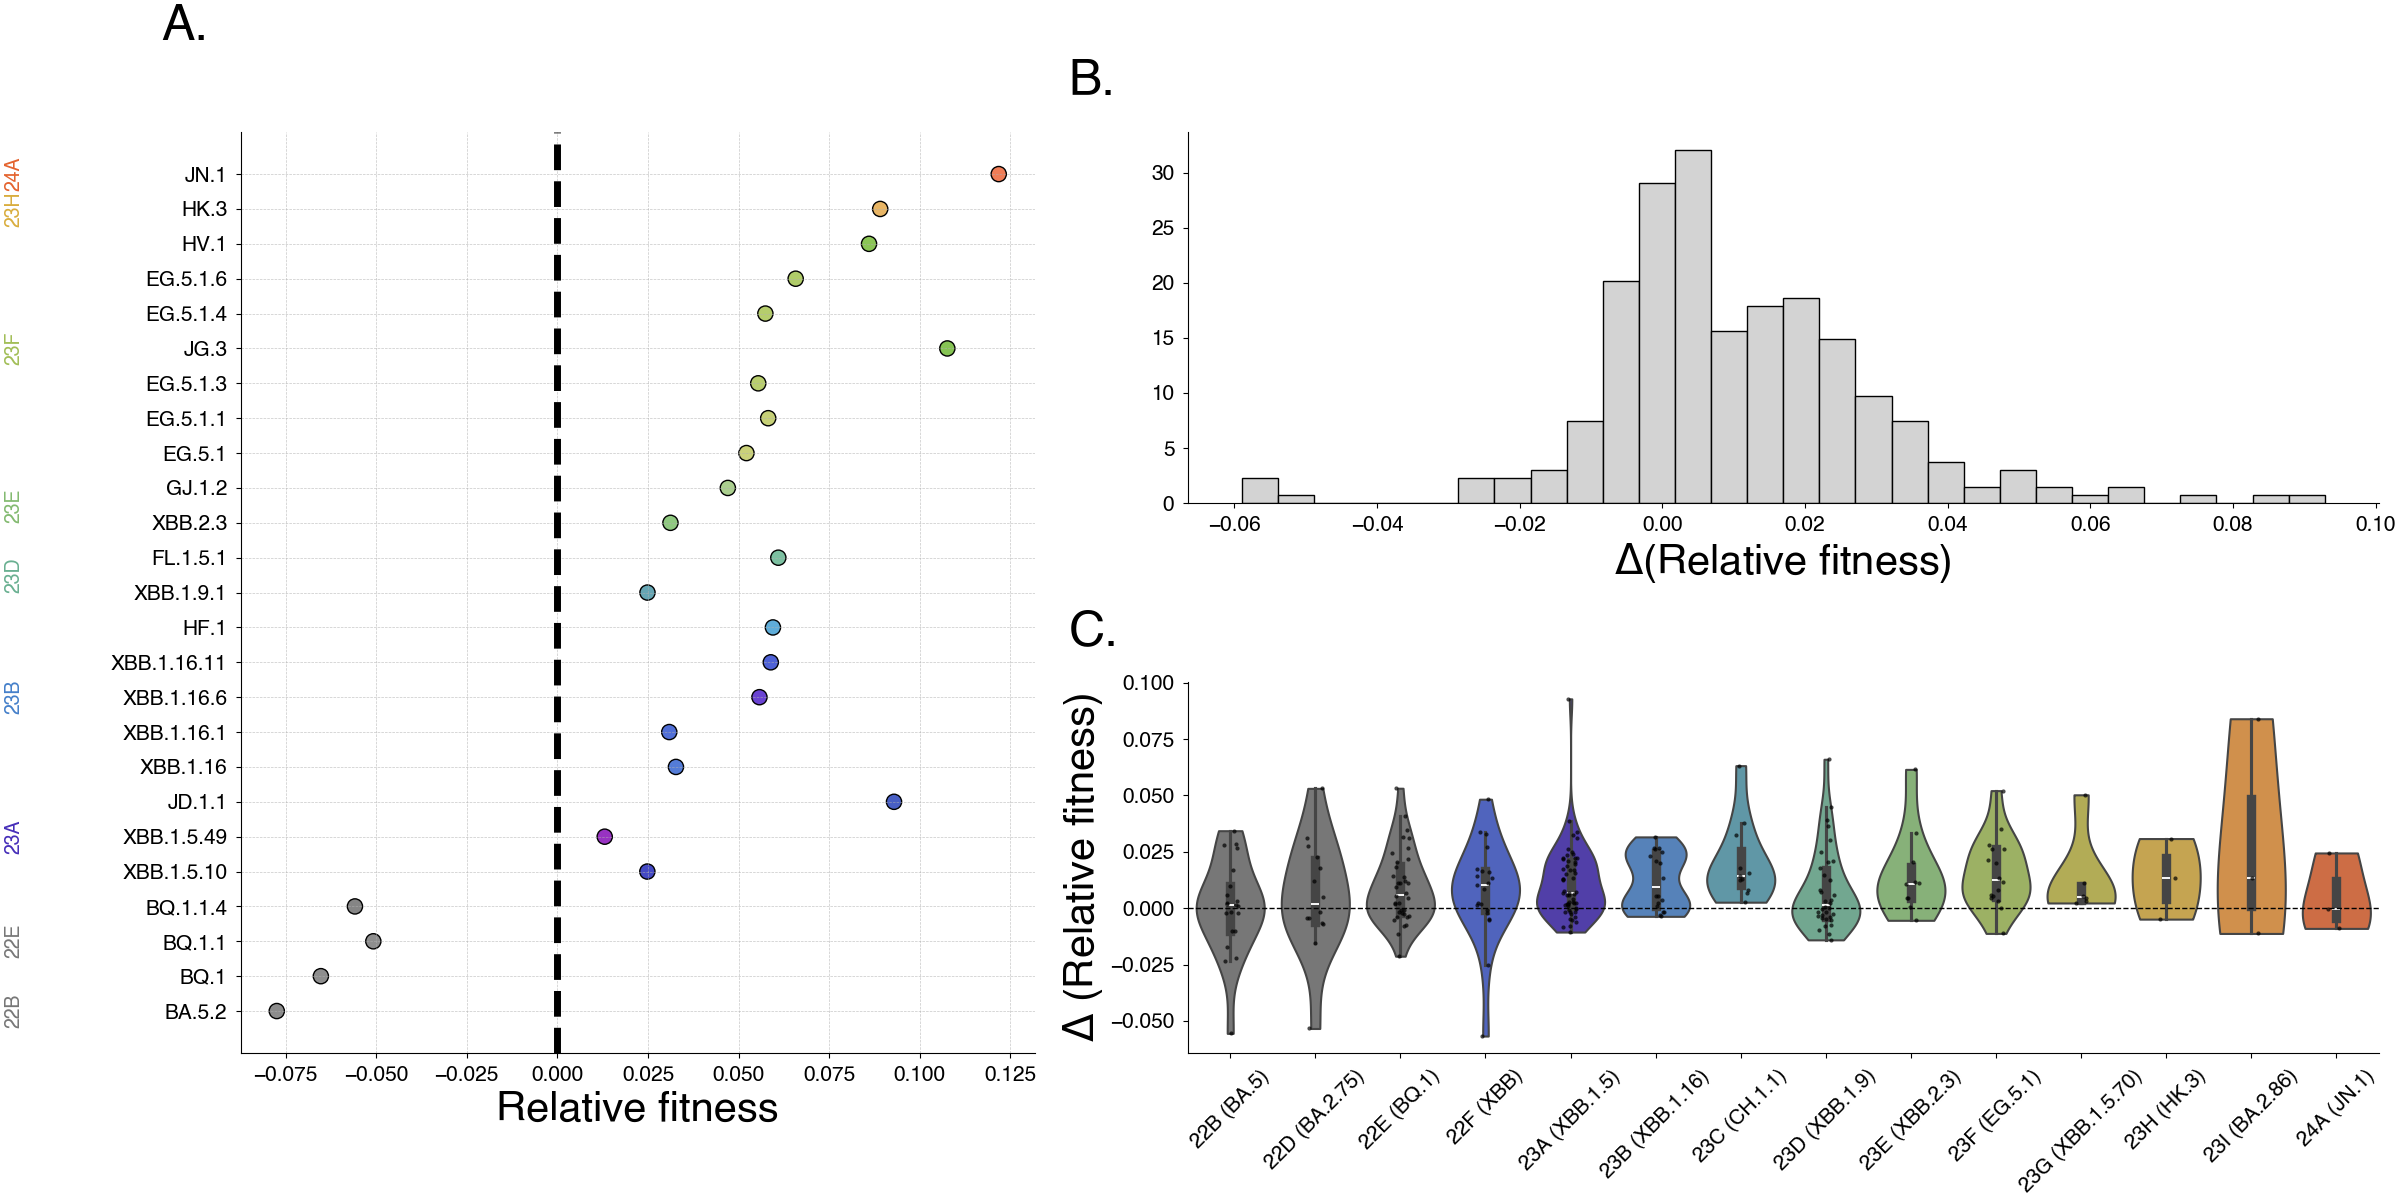 A.
24A
23H
23F
23E
23D
23B
23A
22E
22B
JN.1
HK.3
HV.1
EG.5.1.6
EG.5.1.4
JG.3
EG.5.1.3
EG.5.1.1
EG.5.1
GJ.1.2
XBB.2.3
FL.1.5.1
XBB.1.9.1
HF.1
XBB.1.16.11
XBB.1.16.6
XBB.1.16.1
XBB.1.16
JD.1.1
XBB.1.5.49
XBB.1.5.10
BQ.1.1.4
BQ.1.1
BQ.1
BA.5.2
−0.075 −0.050 −0.025 0.000 0.025 0.050 0.075 0.100 0.125
Relative fitness
B.
30
25
20
15
10
5
0
−0.06 −0.04 −0.02 0.00 0.02 0.04 0.06 0.08 0.10
Δ(Relative fitness)
C.
Δ (Relative fitness)
0.100
0.075
0.050
0.025
0.000
−0.025
−0.050
22B (BA.5)
22D (BA.2.75)
22E (BQ.1)
22F (XBB)
23A (XBB.1.5)
23B (XBB.1.16)
23C (CH.1.1)
23D (XBB.1.9)
23E (XBB.2.3)
23F (EG.5.1)
23G (XBB.1.5.70)
23H (HK.3)
23I (BA.2.86)
24A (JN.1)